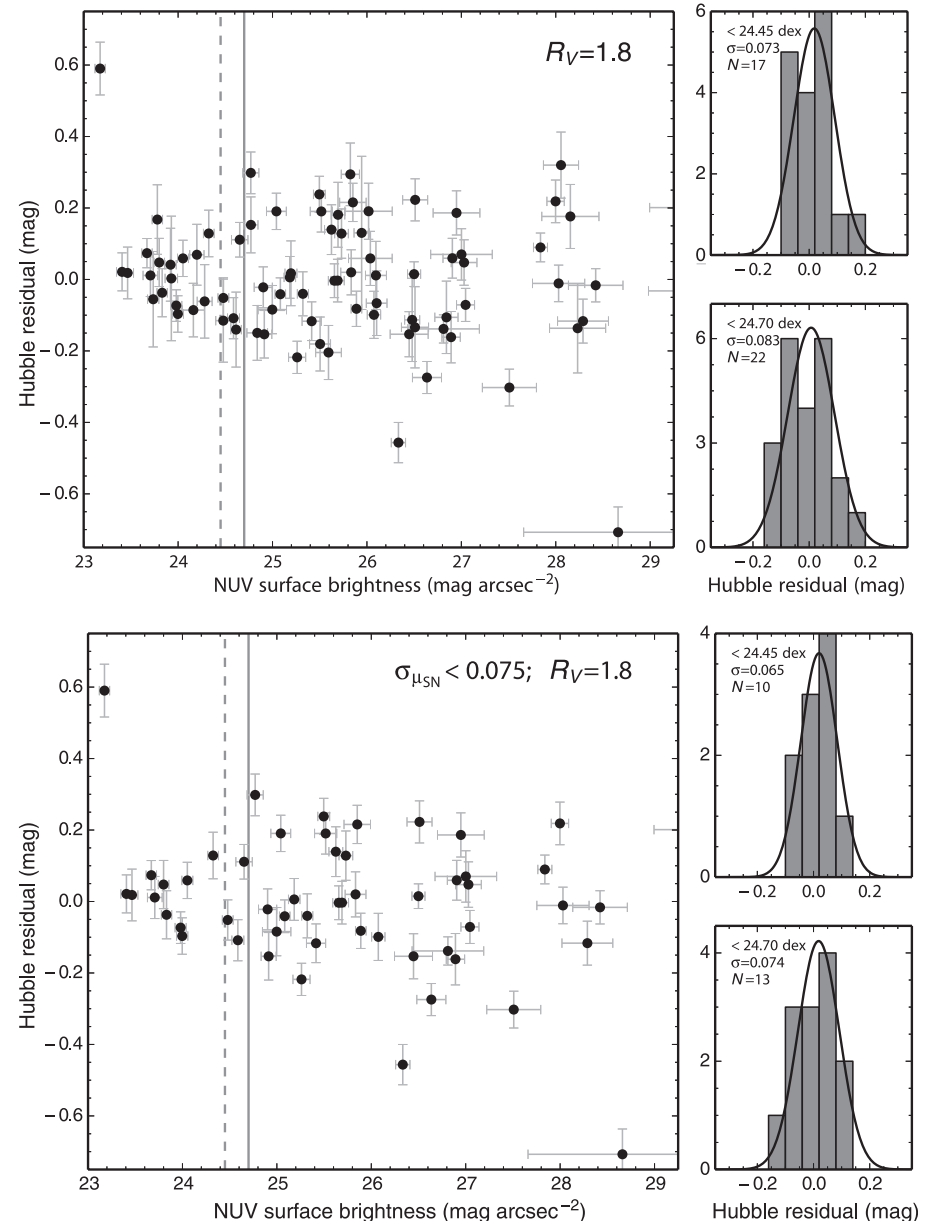 R_V=1.8
Hubble residual (mag)
0.6
0.4
0.2
0.0
−0.2
−0.4
−0.6
23 24 25 26 27 28 29
NUV surface brightness (mag arcsec⁻²)
< 24.45 dex
σ=0.073
N=17
6
4
2
0
−0.2 0.0 0.2
< 24.70 dex
σ=0.083
N=22
6
3
0
−0.2 0.0 0.2
Hubble residual (mag)
σ_μSN < 0.075; R_V=1.8
Hubble residual (mag)
0.6
0.4
0.2
0.0
−0.2
−0.4
−0.6
23 24 25 26 27 28 29
NUV surface brightness (mag arcsec⁻²)
< 24.45 dex
σ=0.065
N=10
4
2
0
−0.2 0.0 0.2
< 24.70 dex
σ=0.074
N=13
4
2
0
−0.2 0.0 0.2
Hubble residual (mag)